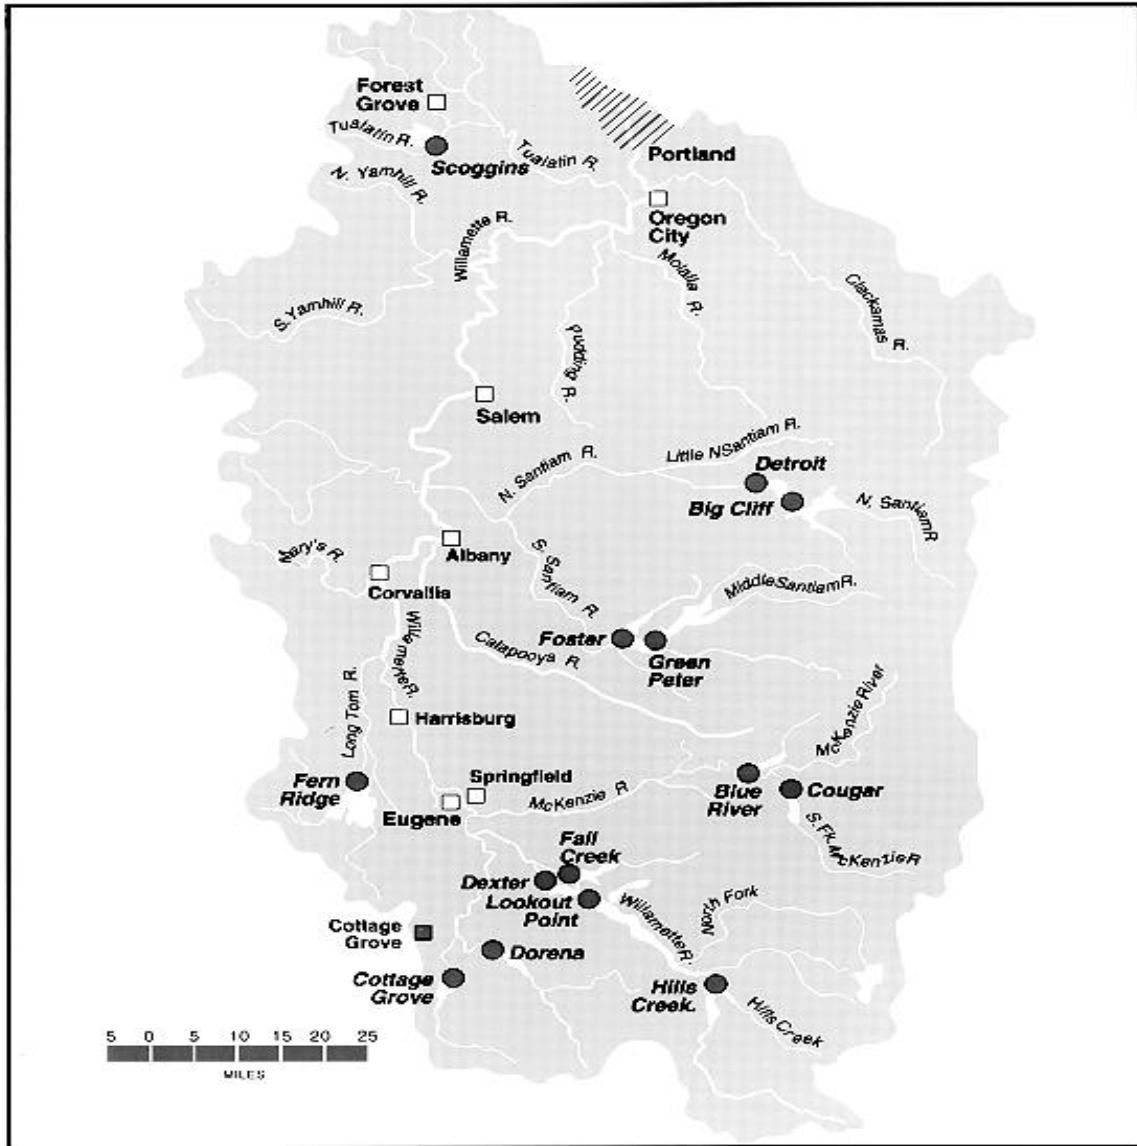 Forest
Grove
Tualatin R.
Scoggins
N. Yamhill R.
Tualatin R.
Portland
Oregon
City
Willamette R.
Molalla R.
Clackamas R.
S. Yamhill R.
pudding R.
Salem
Little N Santiam R.
N. Santiam R.
Detroit
Big Cliff
N. Santiam R
Mary's R.
Albany
S. Santiam R.
Corvallis
Middle Santiam R.
Willamette R.
Foster
Green
Peter
Calapooya R.
Long Tom R.
McKenzie River
Harrisburg
Fern
Ridge
Springfield
Eugene
McKenzie R
Blue
River
Cougar
S. Fk. McKenzie R
Fall
Creek
Dexter
Lookout
Point
Willamette R.
North Fork
Cottage
Grove
Dorena
Cottage
Grove
Hills
Creek.
Hills Creek
5 0 5 10 15 20 25
MILES